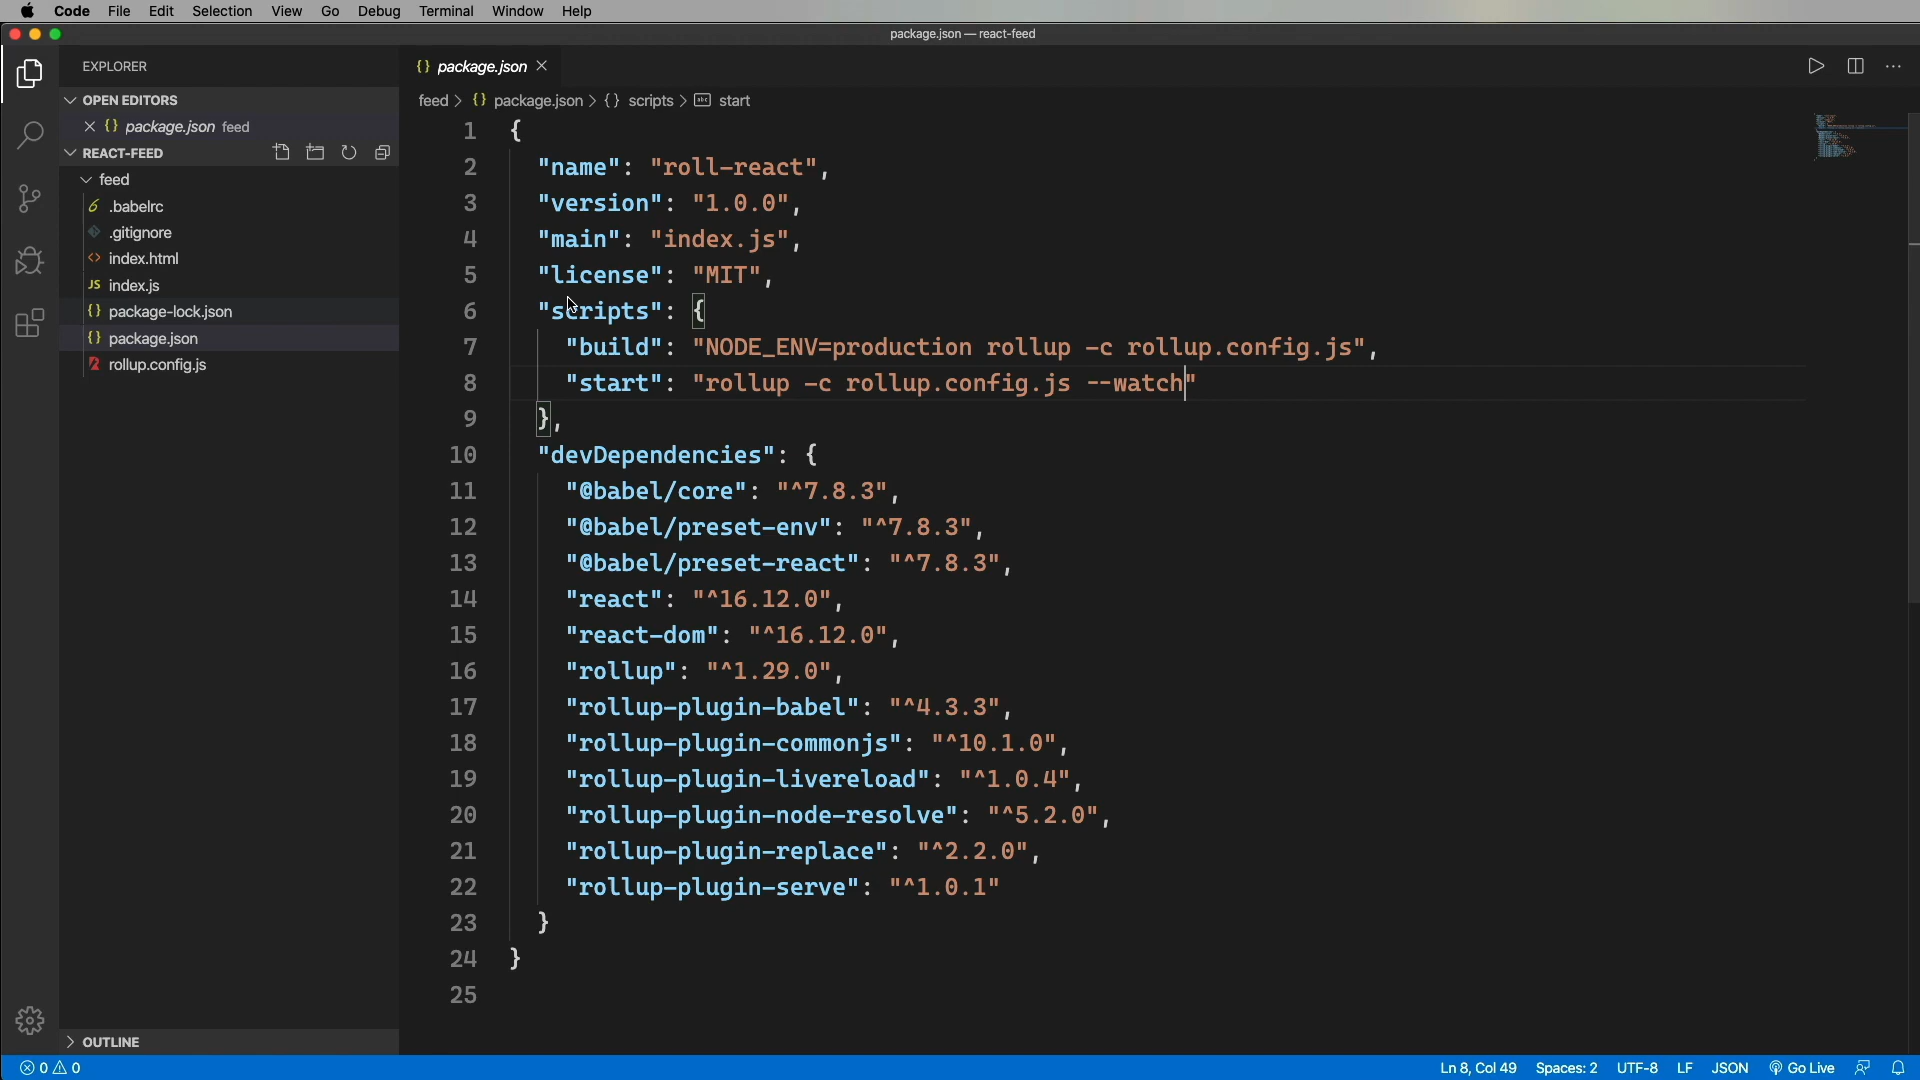 Code File Edit Selection View Go Debug Terminal Window Help
package.json — react-feed
EXPLORER
OPEN EDITORS
package.json feed
REACT-FEED
feed
.babelrc
.gitignore
index.html
JS index.js
package-lock.json
package.json
rollup.config.js
OUTLINE
{} package.json
feed > {} package.json > {} scripts > abc start
1 {
2 "name": "roll-react",
3 "version": "1.0.0",
4 "main": "index.js",
5 "license": "MIT",
6 "scripts": {
7 "build": "NODE_ENV=production rollup -c rollup.config.js",
8 "start": "rollup -c rollup.config.js --watch"
9 },
10 "devDependencies": {
11 "@babel/core": "^7.8.3",
12 "@babel/preset-env": "^7.8.3",
13 "@babel/preset-react": "^7.8.3",
14 "react": "^16.12.0",
15 "react-dom": "^16.12.0",
16 "rollup": "^1.29.0",
17 "rollup-plugin-babel": "^4.3.3",
18 "rollup-plugin-commonjs": "^10.1.0",
19 "rollup-plugin-livereload": "^1.0.4",
20 "rollup-plugin-node-resolve": "^5.2.0",
21 "rollup-plugin-replace": "^2.2.0",
22 "rollup-plugin-serve": "^1.0.1"
23 }
24 }
25
0 0 Ln 8, Col 49 Spaces: 2 UTF-8 LF JSON Go Live